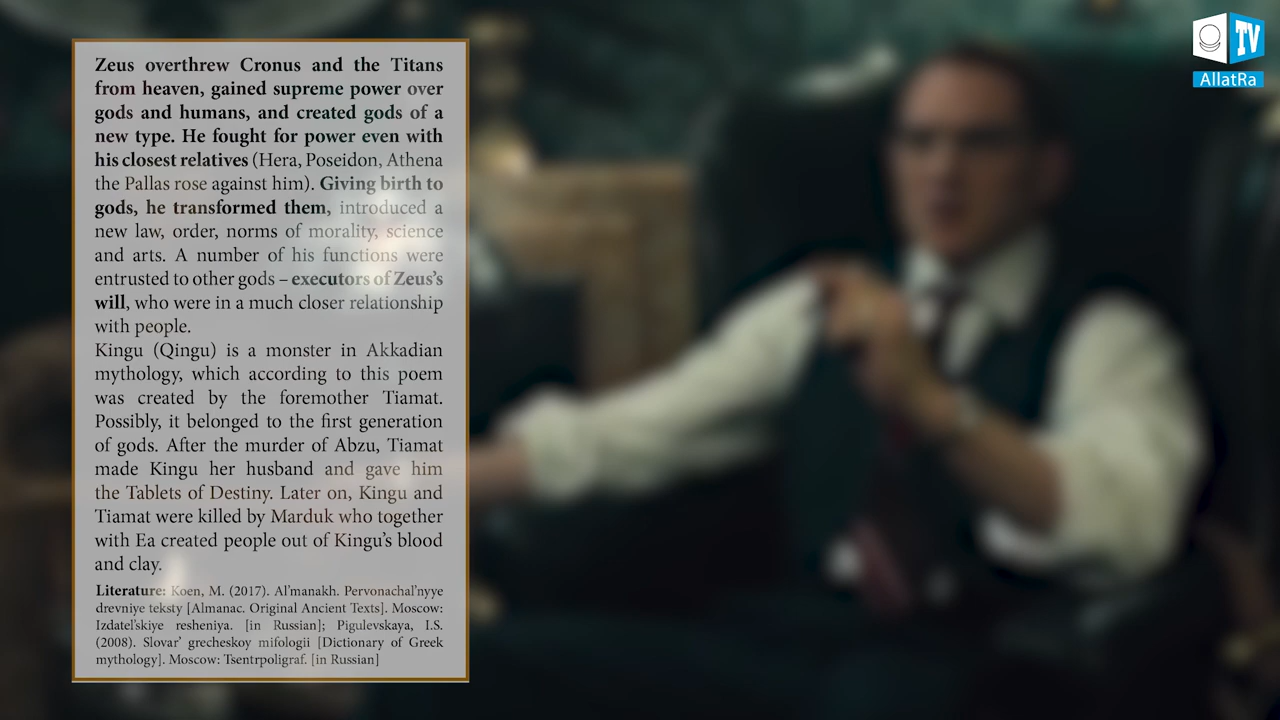 Zeus overthrew Cronus and the Titans
from heaven, gained supreme power over
gods and humans, and created gods of a
new type. He fought for power even with
his closest relatives (Hera, Poseidon, Athena
the Pallas rose against him). Giving birth to
gods, he transformed them, introduced a
new law, order, norms of morality, science
and arts. A number of his functions were
entrusted to other gods – executors of Zeus's
will, who were in a much closer relationship
with people.
Kingu (Qingu) is a monster in Akkadian
mythology, which according to this poem
was created by the foremother Tiamat.
Possibly, it belonged to the first generation
of gods. After the murder of Abzu, Tiamat
made Kingu her husband and gave him
the Tablets of Destiny. Later on, Kingu and
Tiamat were killed by Marduk who together
with Ea created people out of Kingu's blood
and clay.
Literature: Koen, M. (2017). Al'manakh. Pervonachal'nyye
drevniye teksty [Almanac. Original Ancient Texts]. Moscow:
Izdatel'skiye resheniya. [in Russian]; Pigulevskaya, I.S.
(2008). Slovar' grecheskoy mifologii [Dictionary of Greek
mythology]. Moscow: Tsentrpoligraf. [in Russian]
TV
AllatRa